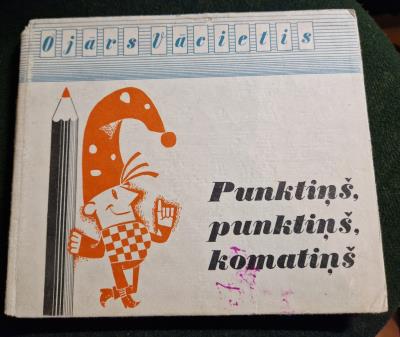 Ojārs Vācietis
Punktiņš,
punktiņš,
komatiņš